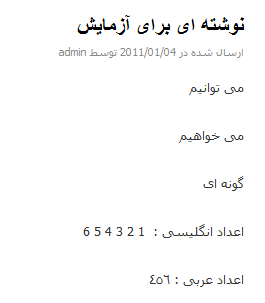 نوشته ای برای آزمایش
ارسال شده در 2011/01/04 توسط admin
می توانیم
می خواهیم
گونه ای
اعداد انگلیسی : 1 2 3 4 5 6
اعداد عربی : ٤٥٦